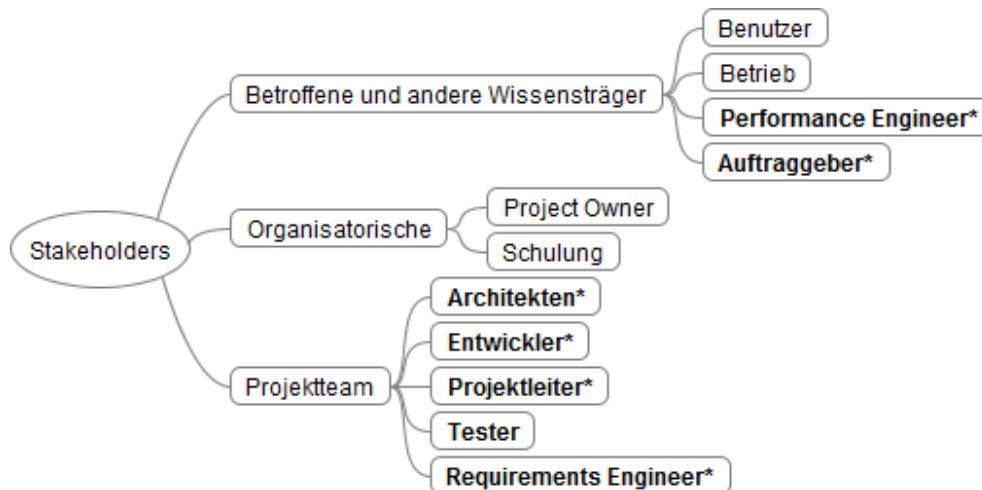 Stakeholders
Betroffene und andere Wissensträger
Benutzer
Betrieb
Performance Engineer*
Auftraggeber*
Organisatorische
Project Owner
Schulung
Projektteam
Architekten*
Entwickler*
Projektleiter*
Tester
Requirements Engineer*